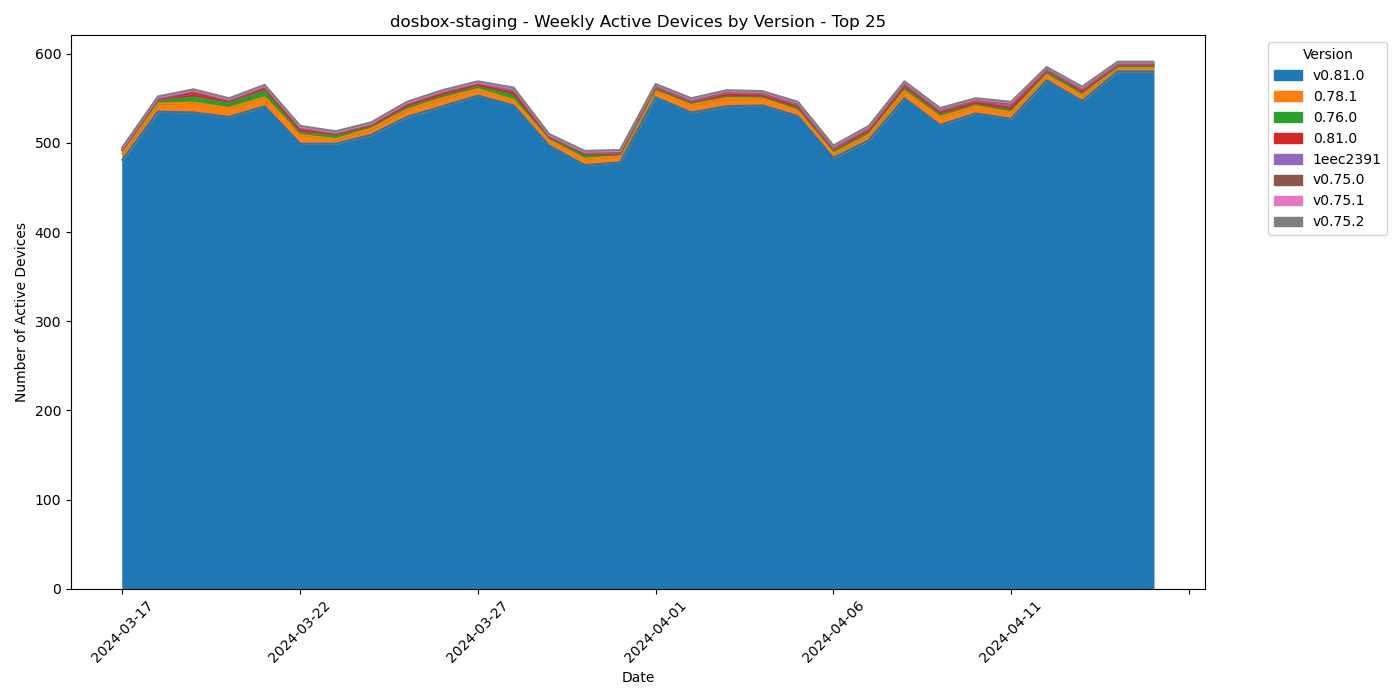 dosbox-staging - Weekly Active Devices by Version - Top 25
Number of Active Devices
600
500
400
300
200
100
0
2024-03-17
2024-03-22
2024-03-27
2024-04-01
2024-04-06
2024-04-11
Date
Version
v0.81.0
0.78.1
0.76.0
0.81.0
1eec2391
v0.75.0
v0.75.1
v0.75.2